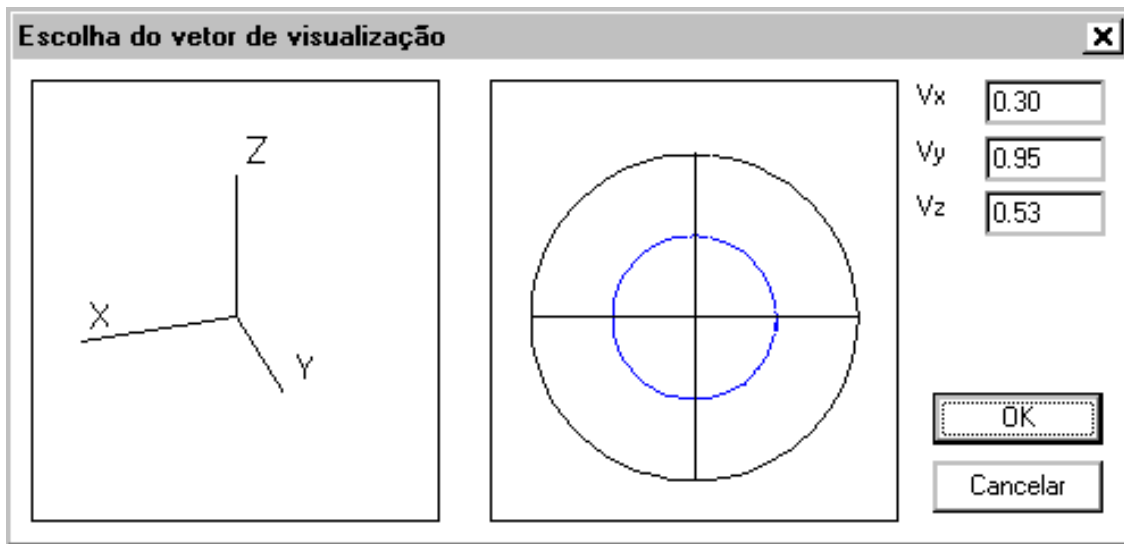 Escolha do vetor de visualização
Z
X
Y
Vx 0.30
Vy 0.95
Vz 0.53
OK
Cancelar